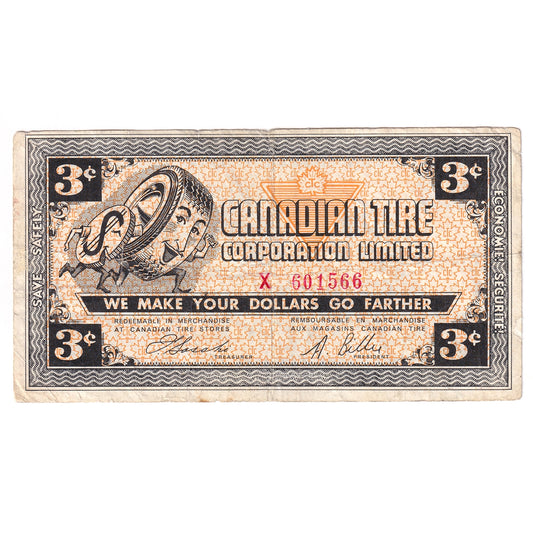 3¢
3¢
CTC
CANADIAN TIRE
CORPORATION LIMITED
X 601566
WE MAKE YOUR DOLLARS GO FARTHER
REDEEMABLE IN MERCHANDISE
AT CANADIAN TIRE STORES
REMBOURSABLE EN MARCHANDISE
AUX MAGASINS CANADIAN TIRE
TREASURER
PRESIDENT
3¢
3¢
SAVE SAFELY
ECONOMIE SECURITE